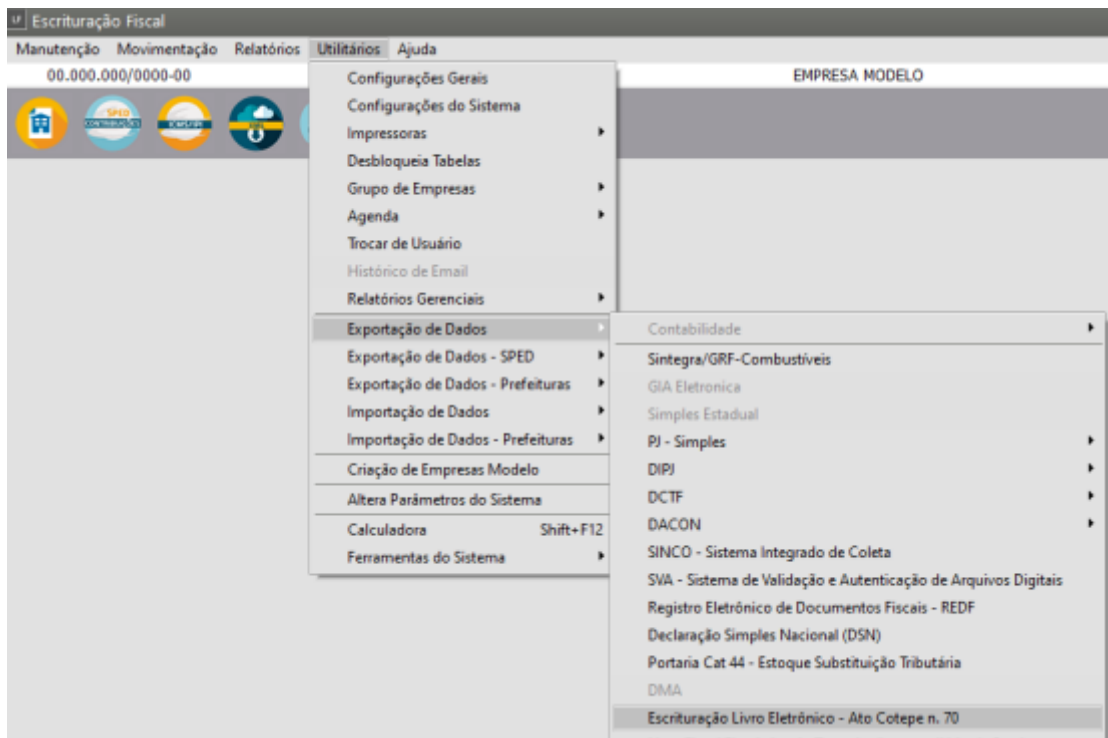 Escrituração Fiscal
Manutenção Movimentação Relatórios Utilitários Ajuda
00.000.000/0000-00 EMPRESA MODELO
SPED
CONTRIBUIÇÕES
ICMS/IPI
Configurações Gerais
Configurações do Sistema
Impressoras
Desbloqueia Tabelas
Grupo de Empresas
Agenda
Trocar de Usuário
Histórico de Email
Relatórios Gerenciais
Exportação de Dados
Exportação de Dados - SPED
Exportação de Dados - Prefeituras
Importação de Dados
Importação de Dados - Prefeituras
Criação de Empresas Modelo
Altera Parâmetros do Sistema
Calculadora Shift+F12
Ferramentas do Sistema
Contabilidade
Sintegra/GRF-Combustíveis
GIA Eletronica
Simples Estadual
PJ - Simples
DIPJ
DCTF
DACON
SINCO - Sistema Integrado de Coleta
SVA - Sistema de Validação e Autenticação de Arquivos Digitais
Registro Eletrônico de Documentos Fiscais - REDF
Declaração Simples Nacional (DSN)
Portaria Cat 44 - Estoque Substituição Tributária
DMA
Escrituração Livro Eletrônico - Ato Cotepe n. 70